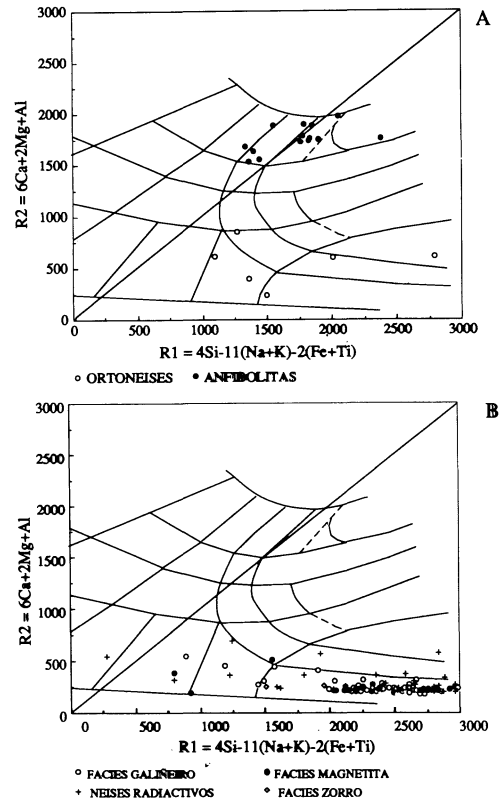 A
3000
2500
2000
1500
1000
500
0
R2 = 6Ca+2Mg+Al
0 500 1000 1500 2000 2500 3000
R1 = 4Si-11(Na+K)-2(Fe+Ti)
○ ORTONEISES ● ANFIBOLITAS
B
3000
2500
2000
1500
1000
500
0
R2 = 6Ca+2Mg+Al
0 500 1000 1500 2000 2500 3000
R1 = 4Si-11(Na+K)-2(Fe+Ti)
○ FACIES GALIÑEIRO ● FACIES MAGNETITA
+ NEISES RADIACTIVOS ◇ FACIES ZORRO